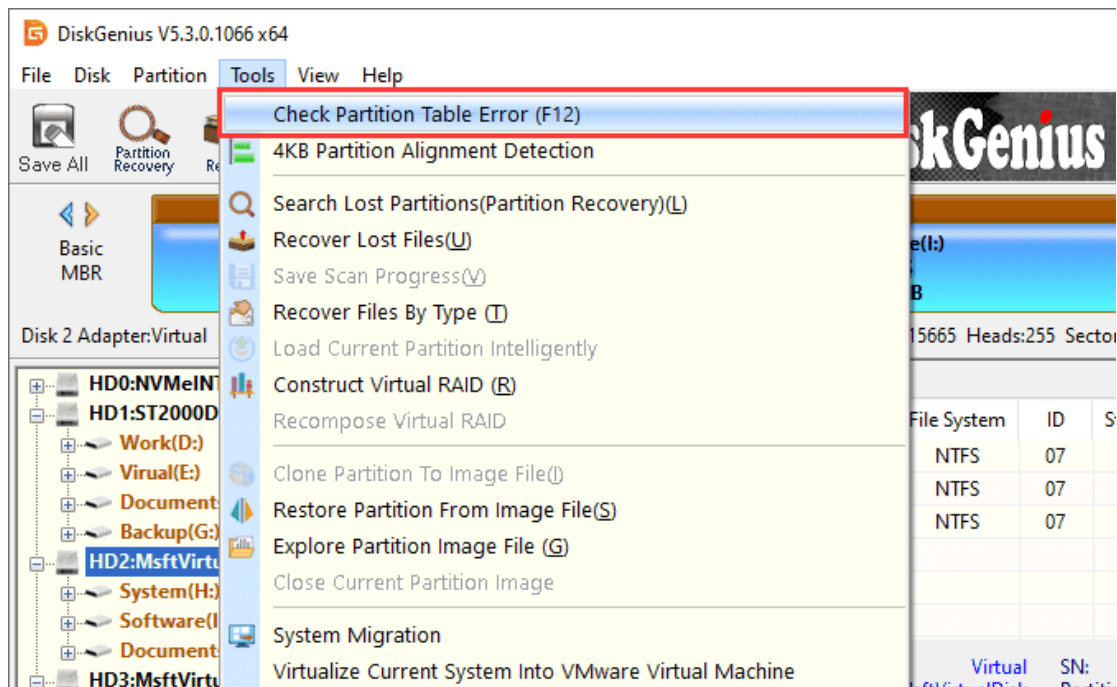 DiskGenius V5.3.0.1066 x64
File Disk Partition Tools View Help
Save All
Partition
Recovery
Check Partition Table Error (F12)
4KB Partition Alignment Detection
Search Lost Partitions(Partition Recovery)(L)
Recover Lost Files(U)
Save Scan Progress(V)
Recover Files By Type (T)
Load Current Partition Intelligently
Construct Virtual RAID (R)
Recompose Virtual RAID
Clone Partition To Image File(I)
Restore Partition From Image File(S)
Explore Partition Image File (G)
Close Current Partition Image
System Migration
Virtualize Current System Into VMware Virtual Machine
skGenius
Basic
MBR
e(I:)
B
Disk 2 Adapter:Virtual
15665 Heads:255 Sector
HD0:NVMeINT
HD1:ST2000D
Work(D:)
Virual(E:)
Document
Backup(G:)
HD2:MsftVirtu
System(H:)
Software(I
Document
HD3:MsftVirtu
File System ID S
NTFS 07
NTFS 07
NTFS 07
Virtual SN: